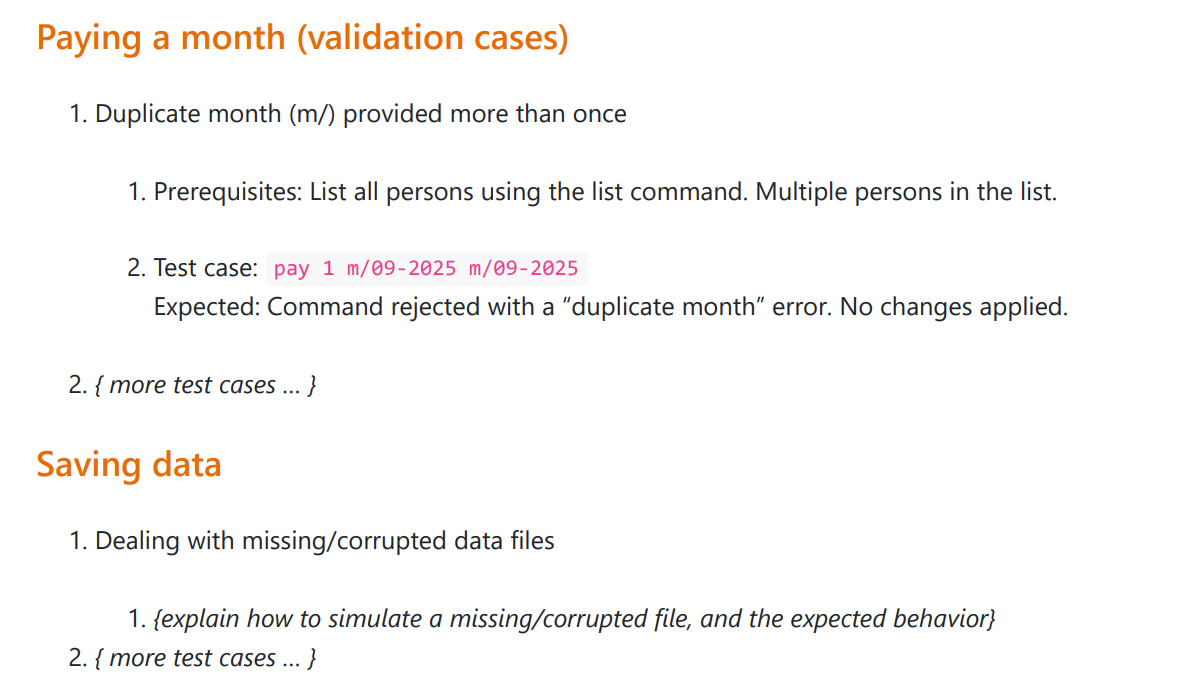 Paying a month (validation cases)
1. Duplicate month (m/) provided more than once
1. Prerequisites: List all persons using the list command. Multiple persons in the list.
2. Test case: pay 1 m/09-2025 m/09-2025
Expected: Command rejected with a “duplicate month” error. No changes applied.
2. { more test cases … }
Saving data
1. Dealing with missing/corrupted data files
1. {explain how to simulate a missing/corrupted file, and the expected behavior}
2. { more test cases … }